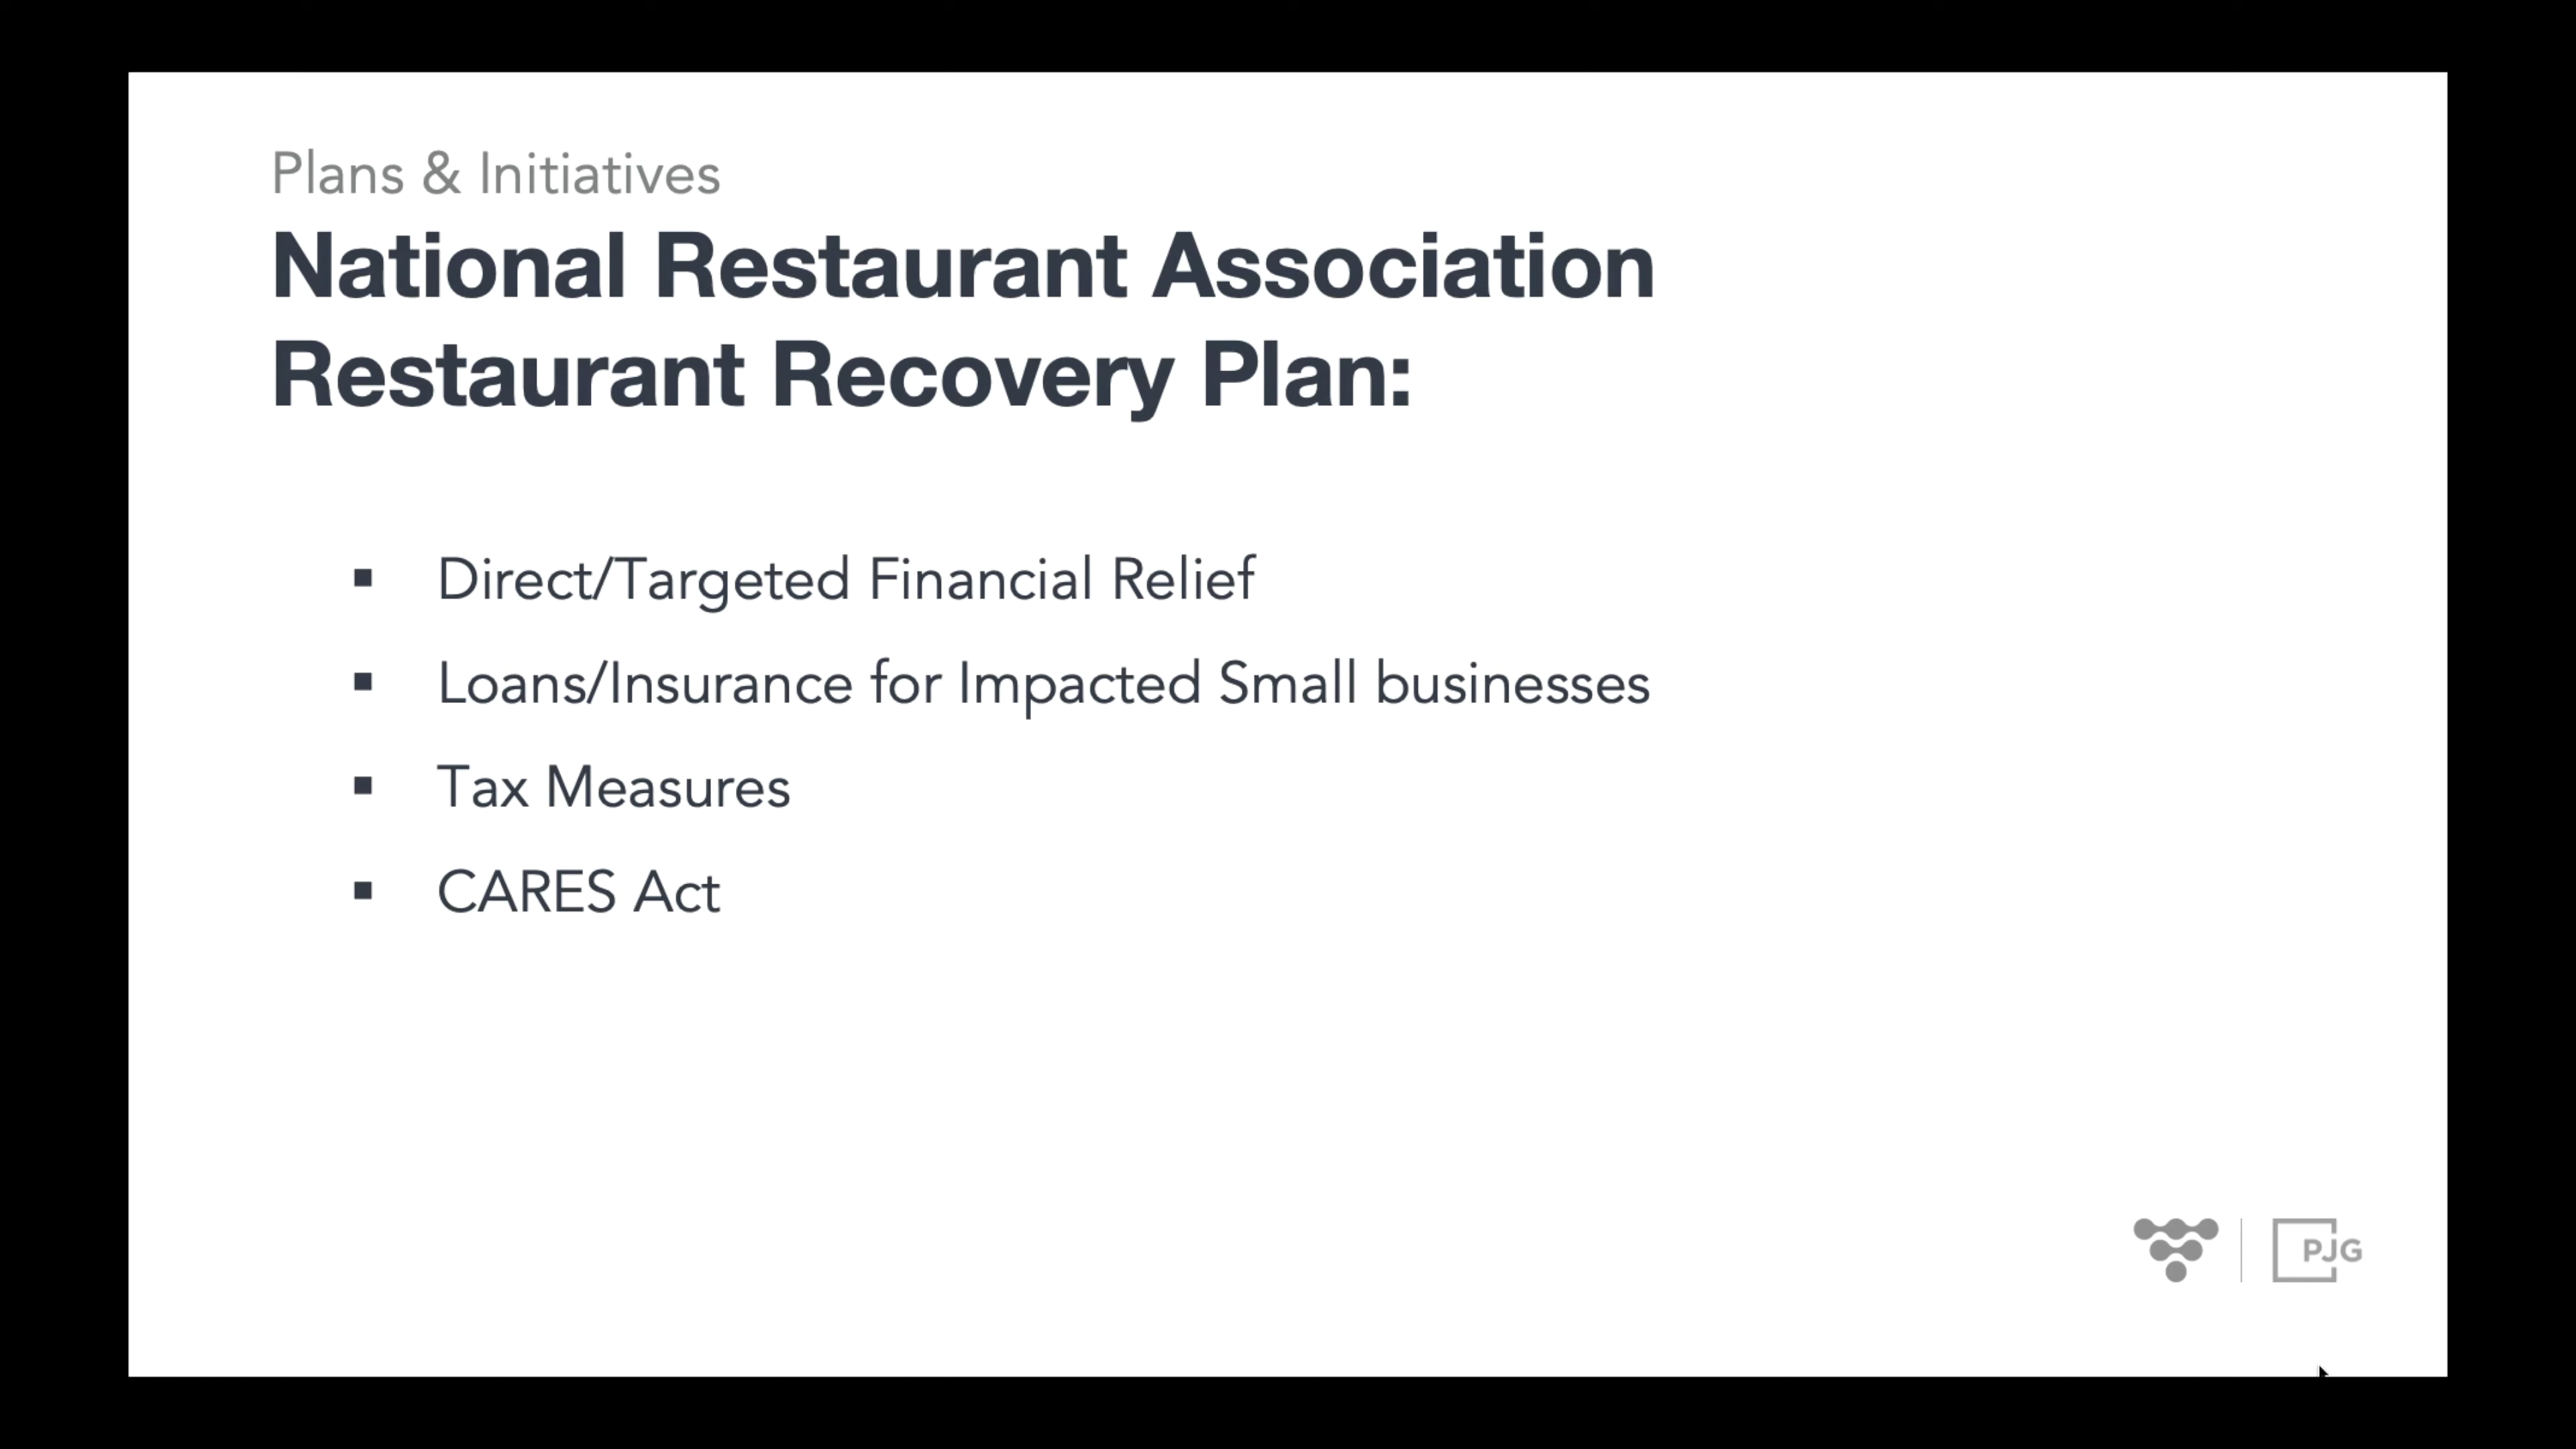 Plans & Initiatives
National Restaurant Association
Restaurant Recovery Plan:
▪ Direct/Targeted Financial Relief
▪ Loans/Insurance for Impacted Small businesses
▪ Tax Measures
▪ CARES Act
PJG